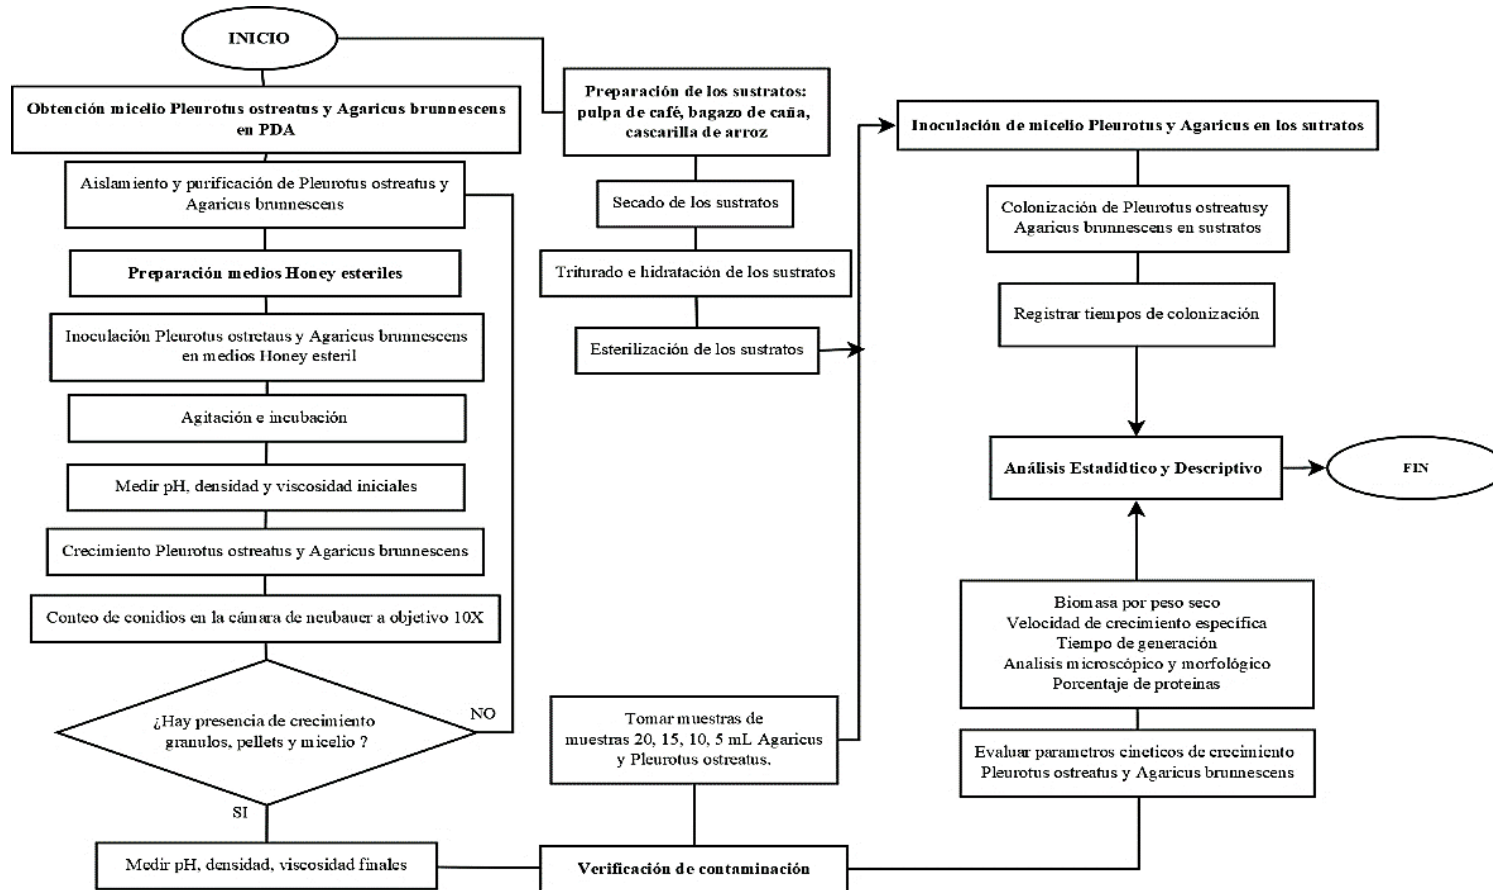 INICIO
Obtención micelio Pleurotus ostreatus y Agaricus brunnescens
en PDA
Aislamiento y purificación de Pleurotus ostreatus y
Agaricus brunnescens
Preparación medios Honey esteriles
Inoculación Pleurotus ostretaus y Agaricus brunnescens
en medios Honey esteril
Agitación e incubación
Medir pH, densidad y viscosidad iniciales
Crecimiento Pleurotus ostreatus y Agaricus brunnescens
Conteo de conidios en la cámara de neubauer a objetivo 10X
¿Hay presencia de crecimiento
granulos, pellets y micelio ?
NO
SI
Medir pH, densidad, viscosidad finales
Preparación de los sustratos:
pulpa de café, bagazo de caña,
cascarilla de arroz
Secado de los sustratos
Triturado e hidratación de los sustratos
Esterilización de los sustratos
Tomar muestras de
muestras 20, 15, 10, 5 mL Agaricus
y Pleurotus ostreatus.
Verificación de contaminación
Inoculación de micelio Pleurotus y Agaricus en los sutratos
Colonización de Pleurotus ostreatusy
Agaricus brunnescens en sustratos
Registrar tiempos de colonización
Análisis Estadídtico y Descriptivo
FIN
Biomasa por peso seco
Velocidad de crecimiento específica
Tiempo de generación
Analisis microscópico y morfológico
Porcentaje de proteinas
Evaluar parametros cineticos de crecimiento
Pleurotus ostreatus y Agaricus brunnescens